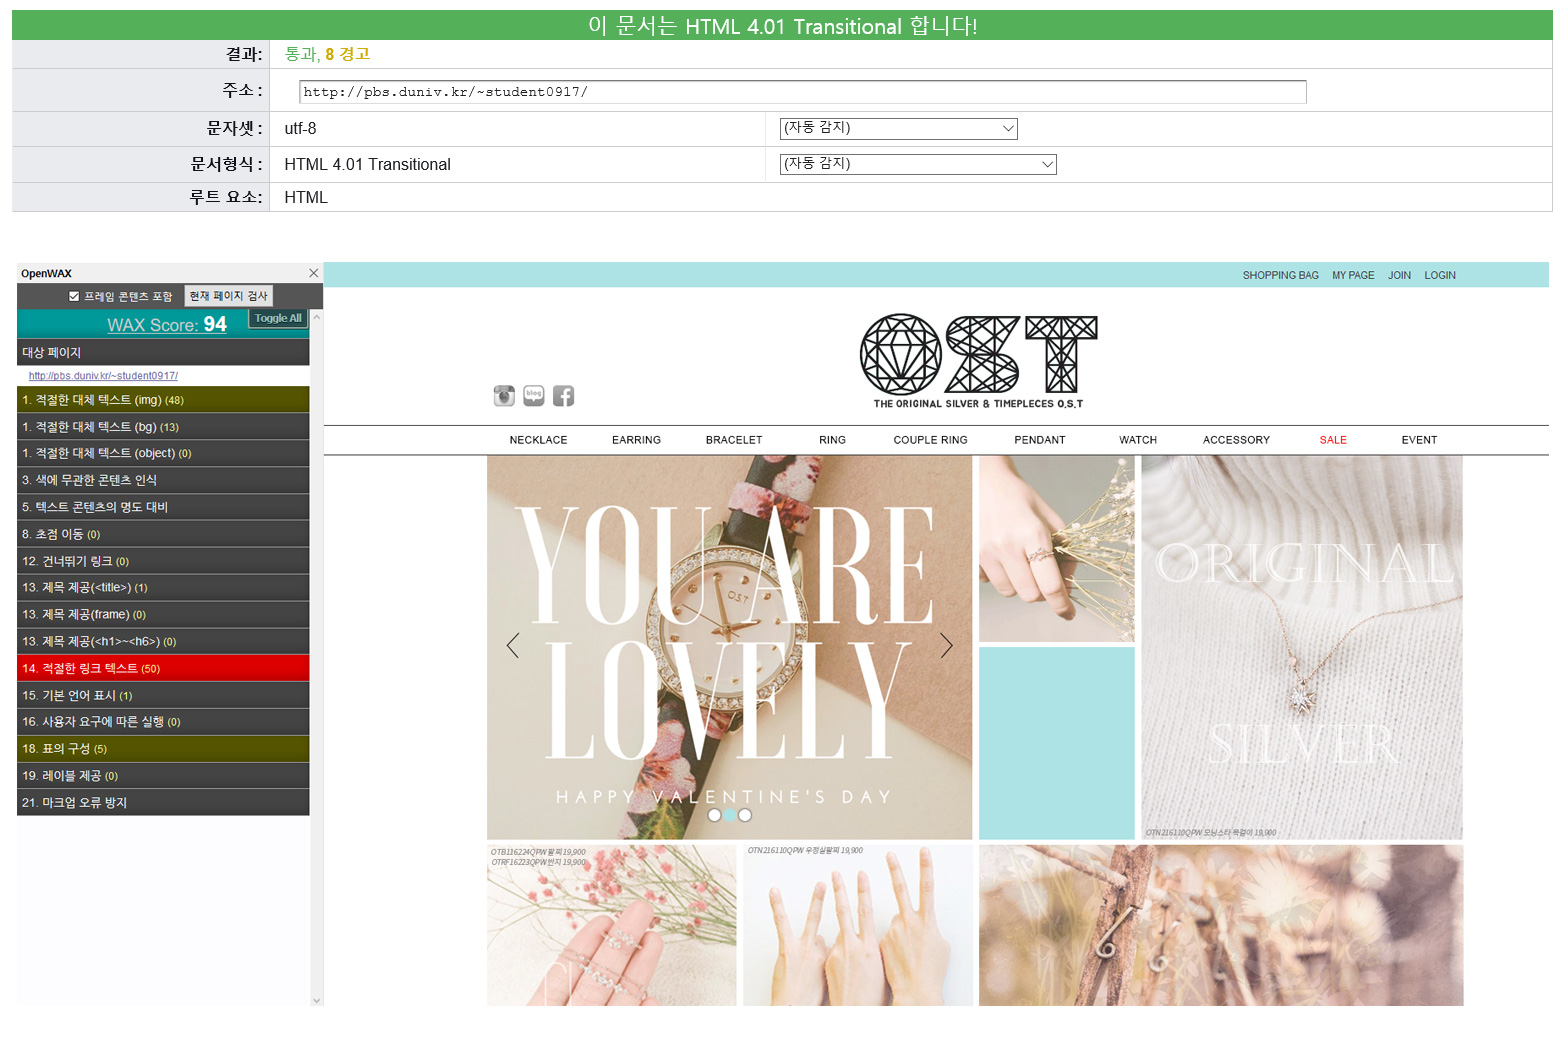 이 문서는 HTML 4.01 Transitional 합니다!
결과: 통과, 8 경고
주소 : http://pbs.duniv.kr/~student0917/
문자셋 : utf-8 (자동 감지)
문서형식 : HTML 4.01 Transitional (자동 감지)
루트 요소: HTML
OpenWAX
프레임 콘텐츠 포함 현재 페이지 검사
WAX Score: 94 Toggle All
대상 페이지
http://pbs.duniv.kr/~student0917/
1. 적절한 대체 텍스트 (img) (48)
1. 적절한 대체 텍스트 (bg) (13)
1. 적절한 대체 텍스트 (object) (0)
3. 색에 무관한 콘텐츠 인식
5. 텍스트 콘텐츠의 명도 대비
8. 초점 이동 (0)
12. 건너뛰기 링크 (0)
13. 제목 제공(<title>) (1)
13. 제목 제공(frame) (0)
13. 제목 제공(<h1>~<h6>) (0)
14. 적절한 링크 텍스트 (50)
15. 기본 언어 표시 (1)
16. 사용자 요구에 따른 실행 (0)
18. 표의 구성 (5)
19. 레이블 제공 (0)
21. 마크업 오류 방지
SHOPPING BAG MY PAGE JOIN LOGIN
OST
THE ORIGINAL SILVER & TIMEPLECES O.S.T
blog
NECKLACE EARRING BRACELET RING COUPLE RING PENDANT WATCH ACCESSORY SALE EVENT
YOU ARE
LOVELY
HAPPY VALENTINE'S DAY
O.S.T
ORIGINAL
SILVER
OTN216110QPW 모닝스타 목걸이 19,900
OTB116224QPW 팔찌 19,900
OTRF16223QPW 반지 19,900
OTN216110QPW 우정실팔찌 19,900